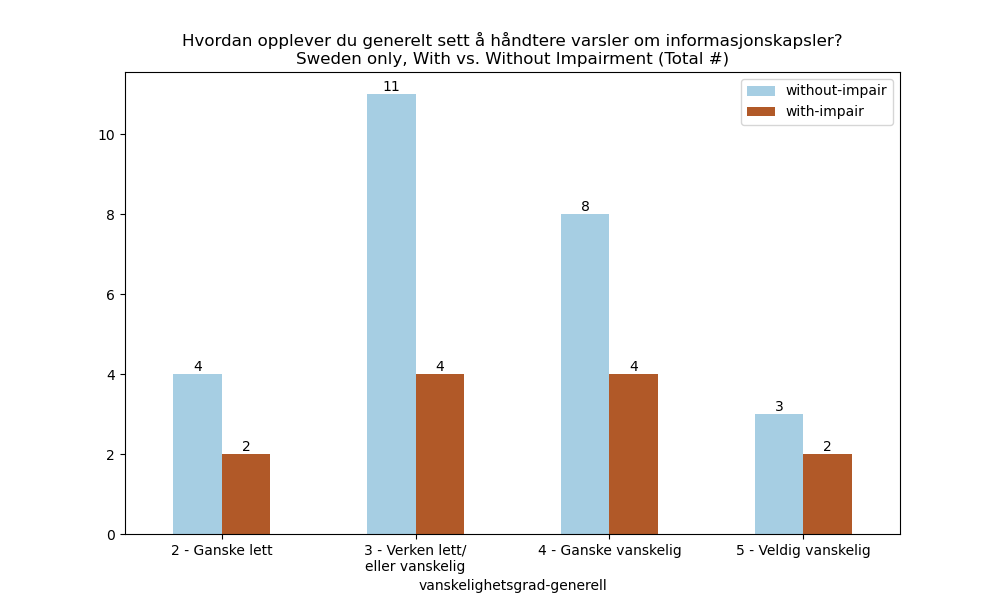 Hvordan opplever du generelt sett å håndtere varsler om informasjonskapsler?
Sweden only, With vs. Without Impairment (Total #)
without-impair
with-impair
10
8
6
4
2
0
4
2
11
4
8
4
3
2
2 - Ganske lett
3 - Verken lett/
eller vanskelig
4 - Ganske vanskelig
5 - Veldig vanskelig
vanskelighetsgrad-generell